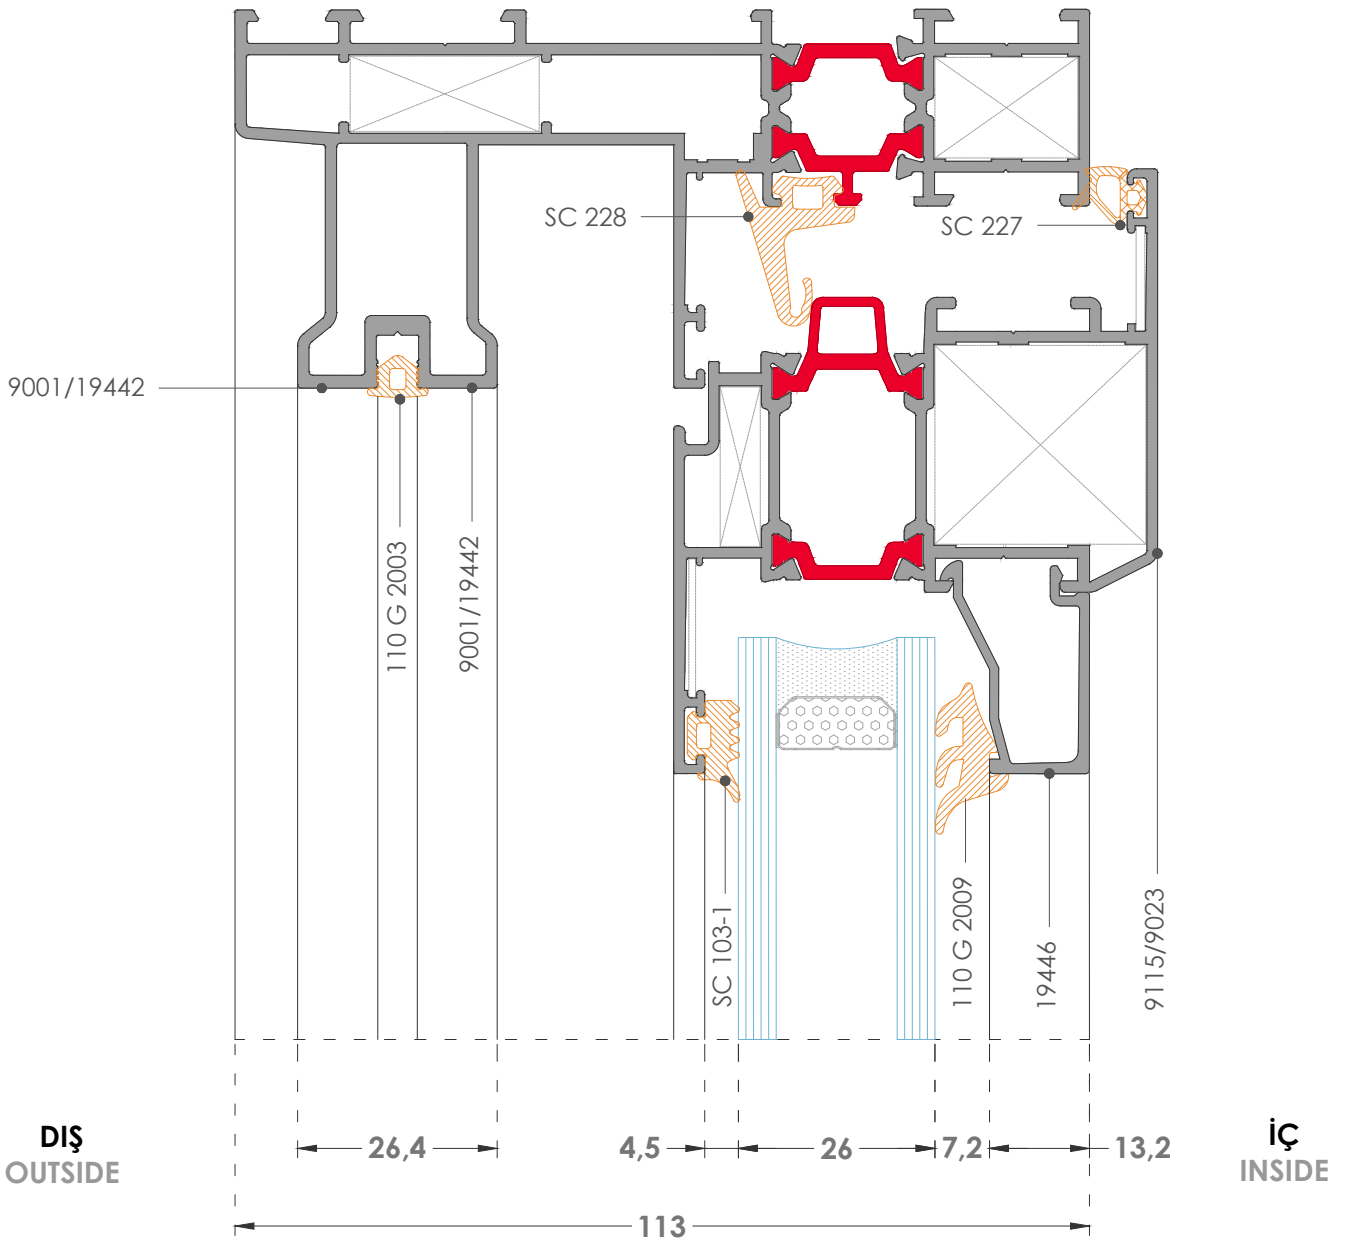 SC 228
SC 227
9001/19442
110 G 2003
9001/19442
SC 103-1
110 G 2009
19446
9115/9023
DIŞ
OUTSIDE
26,4
4,5
26
7,2
13,2
İÇ
INSIDE
113